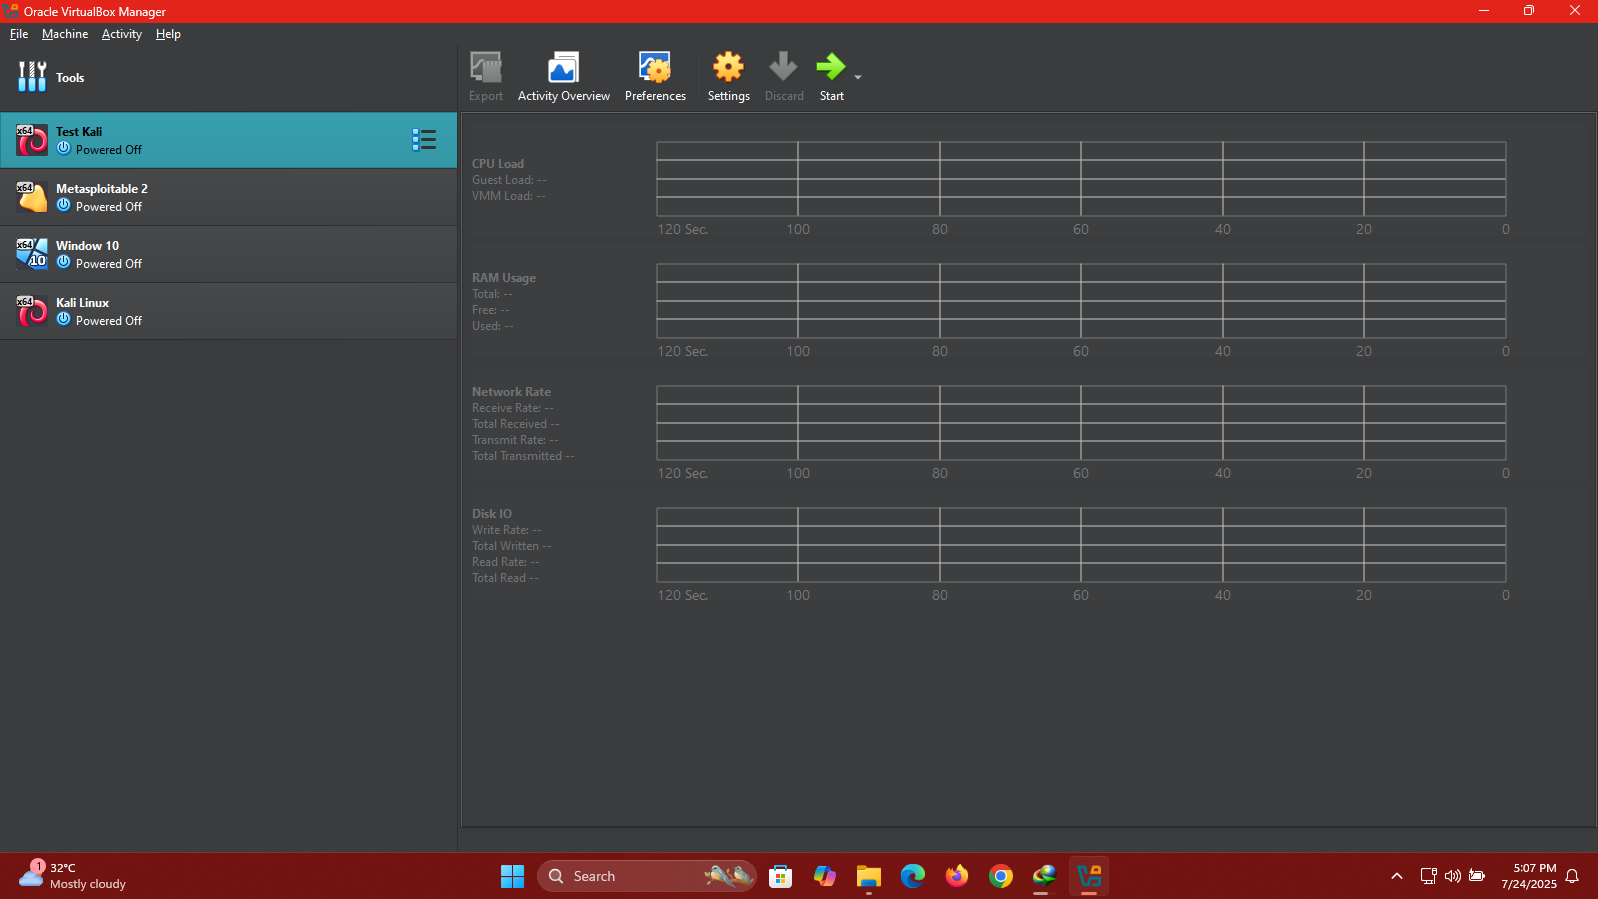 Oracle VirtualBox Manager
File Machine Activity Help
Tools
Export Activity Overview Preferences Settings Discard Start
x64
Test Kali
Powered Off
x64
Metasploitable 2
Powered Off
x64
10
Window 10
Powered Off
x64
Kali Linux
Powered Off
CPU Load
Guest Load: --
VMM Load: --
120 Sec. 100 80 60 40 20 0
RAM Usage
Total: --
Free: --
Used: --
120 Sec. 100 80 60 40 20 0
Network Rate
Receive Rate: --
Total Received --
Transmit Rate: --
Total Transmitted --
120 Sec. 100 80 60 40 20 0
Disk IO
Write Rate: --
Total Written --
Read Rate: --
Total Read --
120 Sec. 100 80 60 40 20 0
1
32°C
Mostly cloudy
Search
5:07 PM
7/24/2025